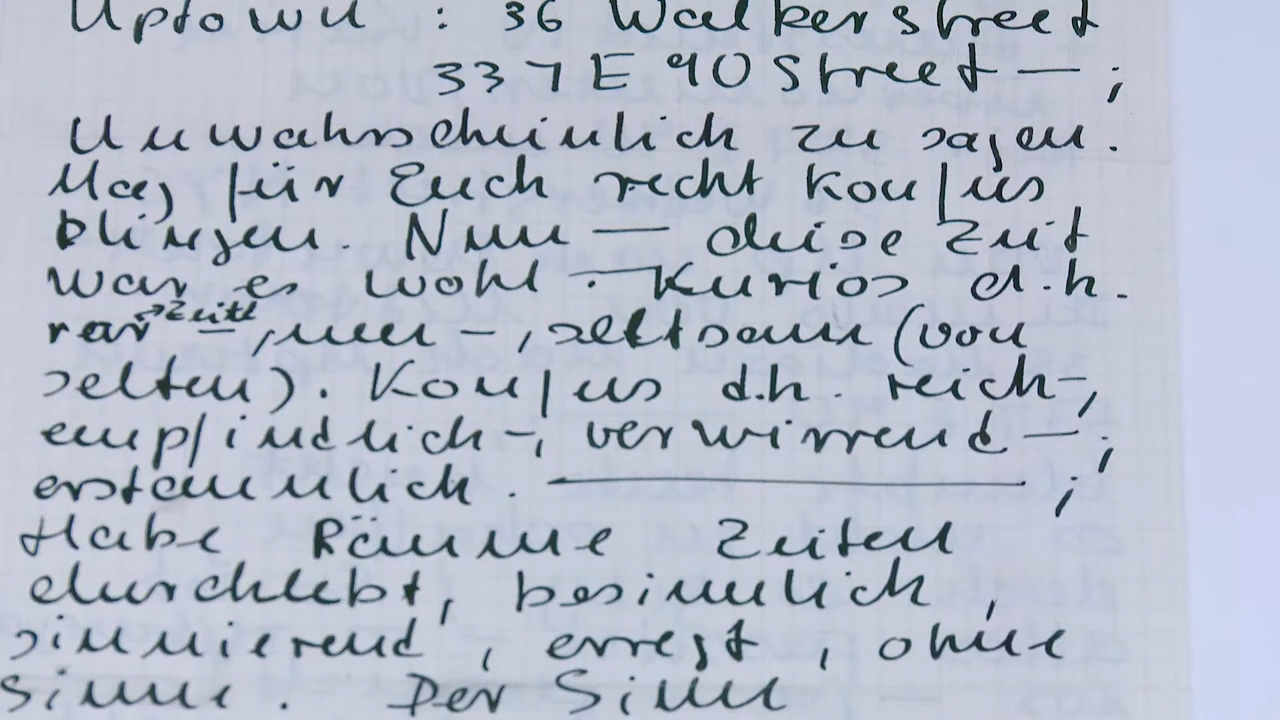 Uptown : 36 Walkerstreet
337 E 90 Street — ;
Unwahrscheinlich zu sagen.
Mag für Euch recht konfus
klingen. Nun — diese Zeit
war es wohl. — Kurios d.h.
rar Zeitl —, neu –, seltsam (von
selten). Konfus d.h. reich–,
empfindlich–, verwirrend —;
erstaunlich. ———— ;
Habe Räume Zeiten
durchlebt, besinnlich,
sinnierend, erregt, ohne
Sinne. Der Sinn